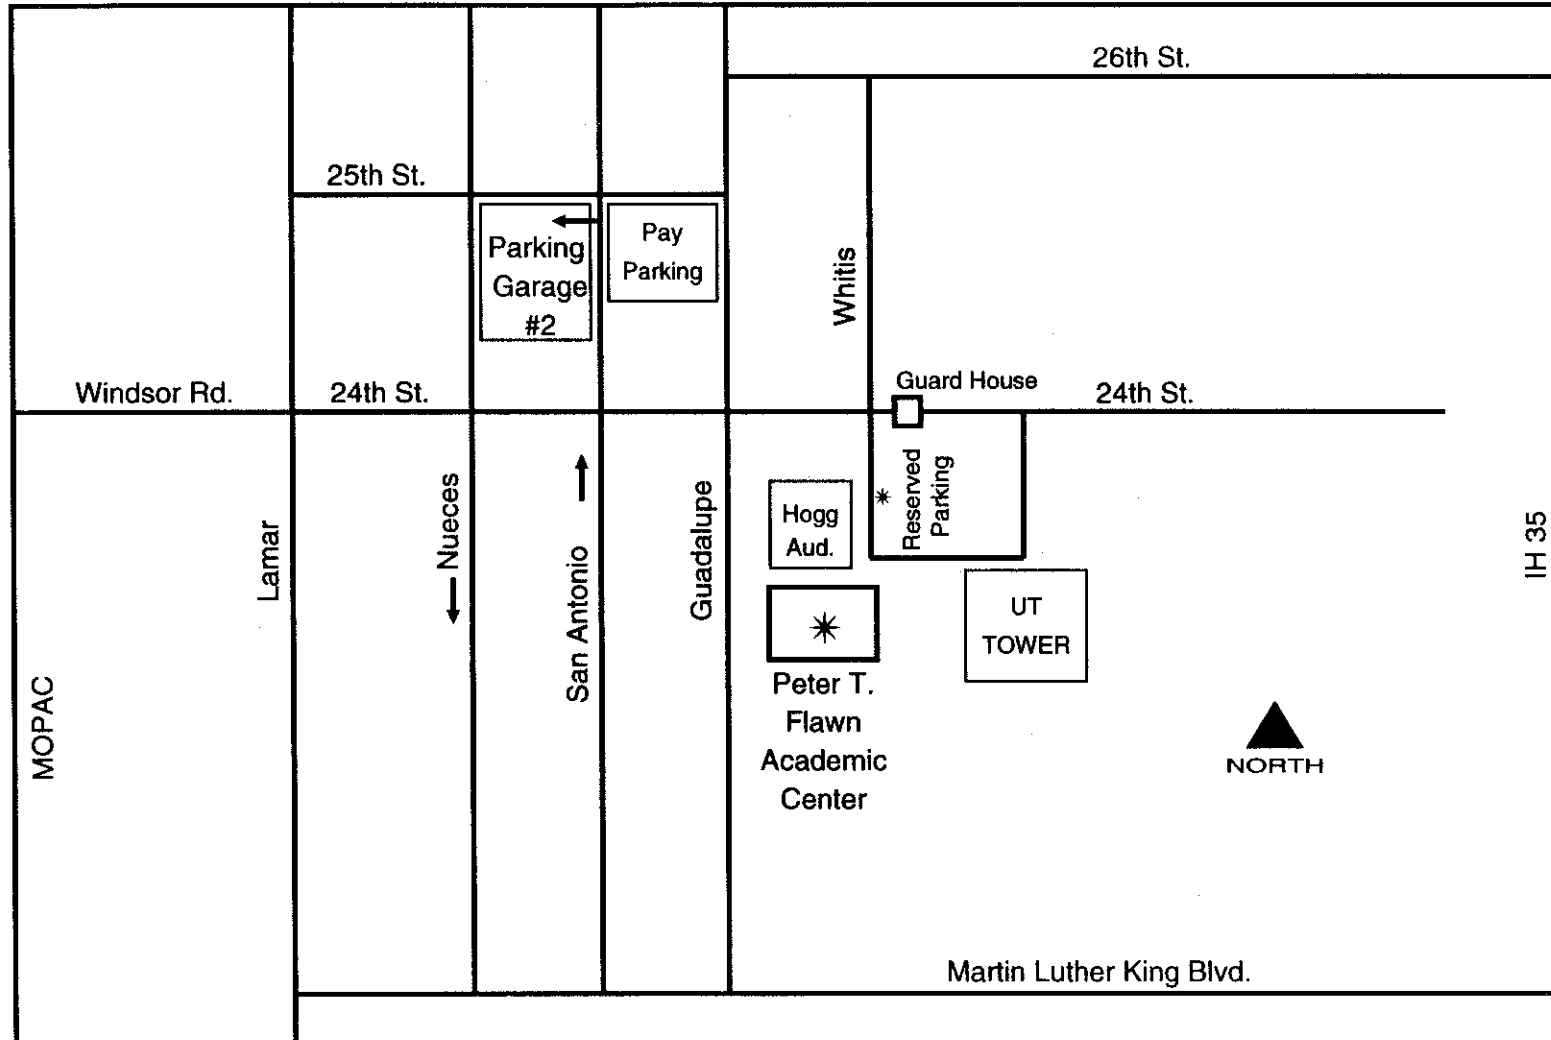 26th St.
25th St.
Parking
Garage
#2
Pay
Parking
Whitis
Windsor Rd.
24th St.
Guard House
24th St.
Reserved
Parking
Hogg
Aud.
Lamar
Nueces
San Antonio
Guadalupe
IH 35
UT
TOWER
Peter T.
Flawn
Academic
Center
MOPAC
NORTH
Martin Luther King Blvd.